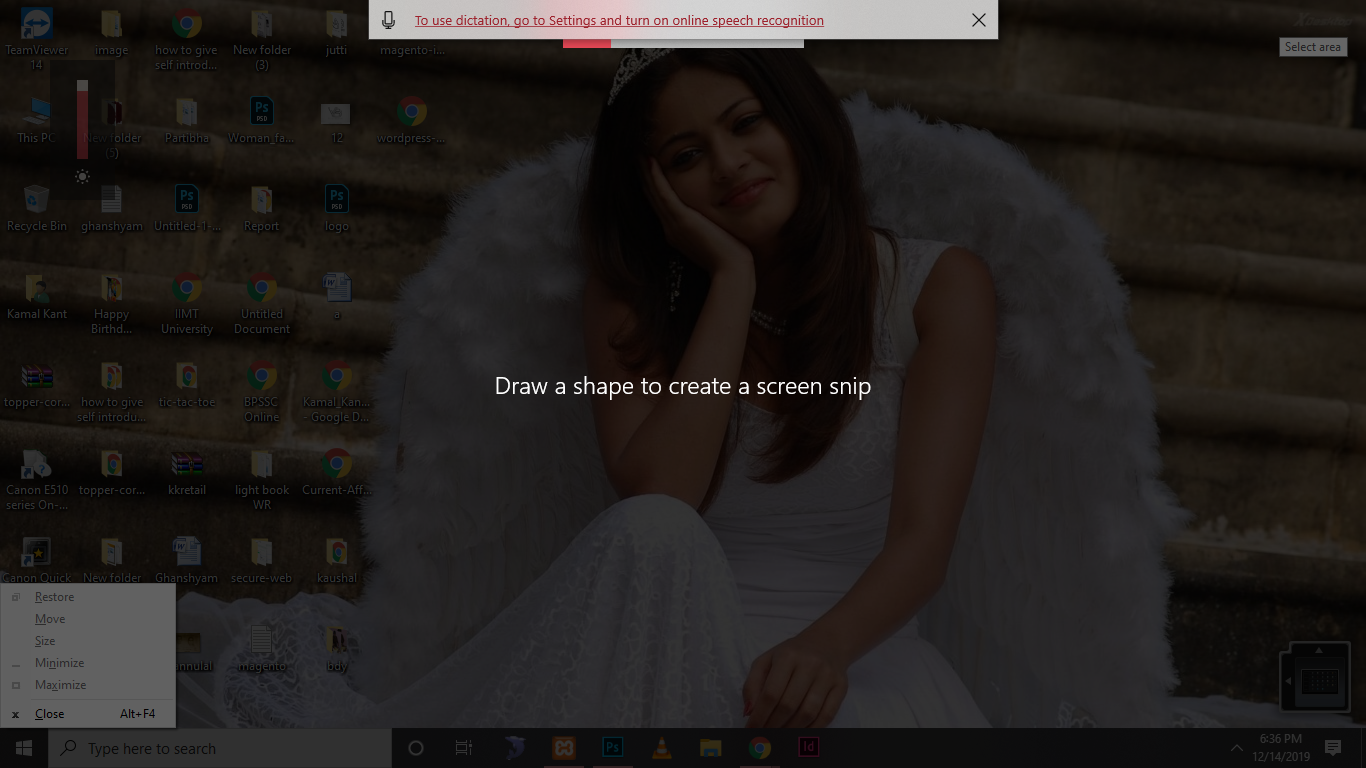 To use dictation, go to Settings and turn on online speech recognition
Select area
TeamViewer
14
image
how to give
self introd...
New folder
(3)
jutti
magento-i...
This PC
New folder
(5)
Partibha
Woman_fa...
12
wordpress-...
Recycle Bin
ghanshyam
Untitled-1-...
Report
logo
Kamal Kant
Happy
Birthd...
IIMT
University
Untitled
Document
a
topper-cor...
how to give
self introdu...
tic-tac-toe
BPSSC
Online
Kamal_Kan...
- Google D...
Draw a shape to create a screen snip
Canon E510
series On-...
topper-cor...
kkretail
light book
WR
Current-Aff...
Canon Quick
New folder
Ghanshyam
secure-web
kaushal
Restore
Move
Size
Minimize
Maximize
Close Alt+F4
magento
bdy
Type here to search
6:36 PM
12/14/2019